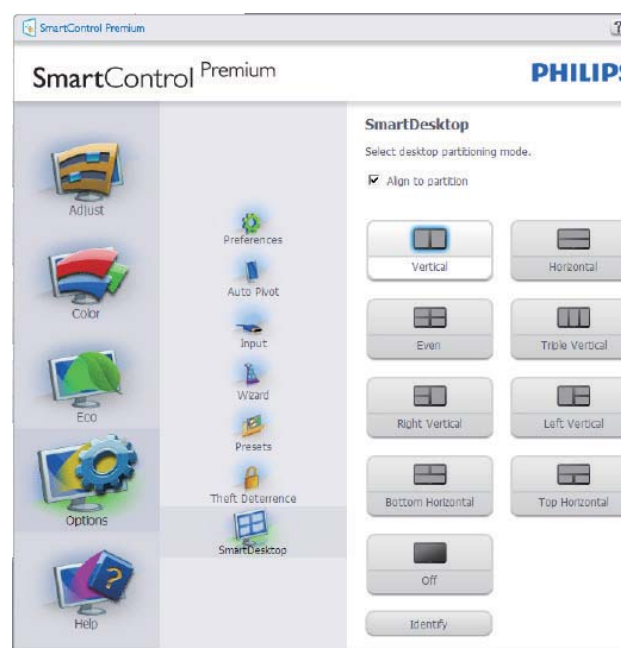 SmartControl Premium
?
SmartControl Premium
PHILIPS
Adjust
Color
Eco
Options
Help
Preferences
Auto Pivot
Input
Wizard
Presets
Theft Deterrence
SmartDesktop
SmartDesktop
Select desktop partitioning mode.
Align to partition
Vertical
Horizontal
Even
Triple Vertical
Right Vertical
Left Vertical
Bottom Horizontal
Top Horizontal
Off
Identify